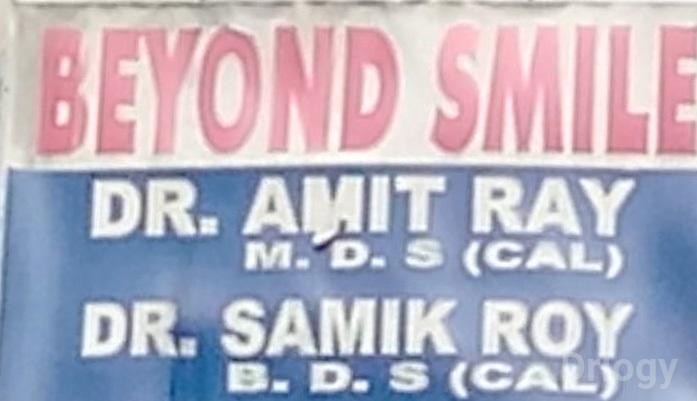 BEYOND SMILE
DR. AMIT RAY
M. D. S (CAL)
DR. SAMIK ROY
B. D. S (CAL)